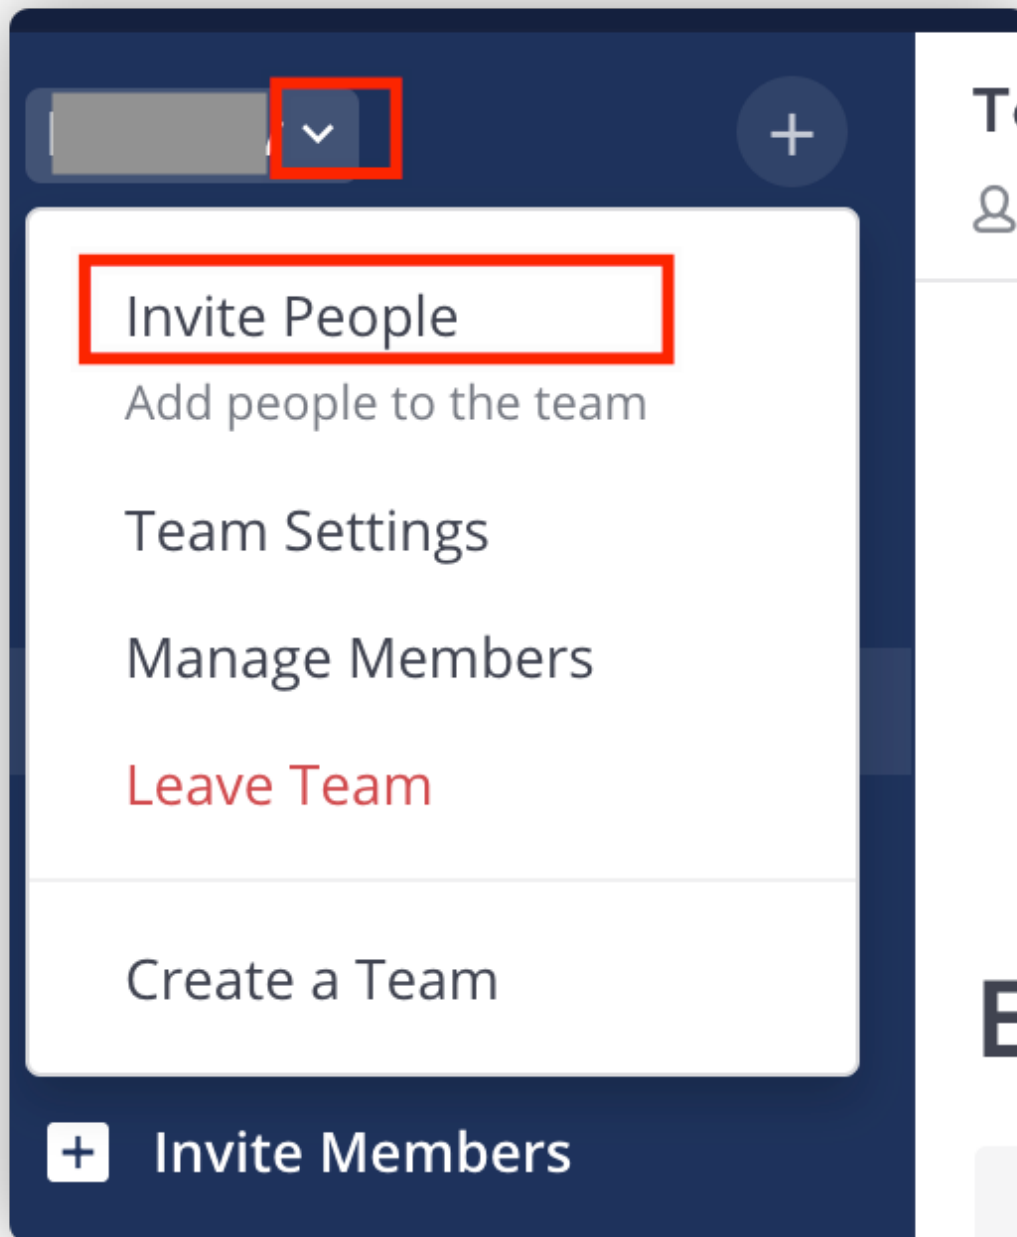 Invite People
Add people to the team
Team Settings
Manage Members
Leave Team
Create a Team
Invite Members